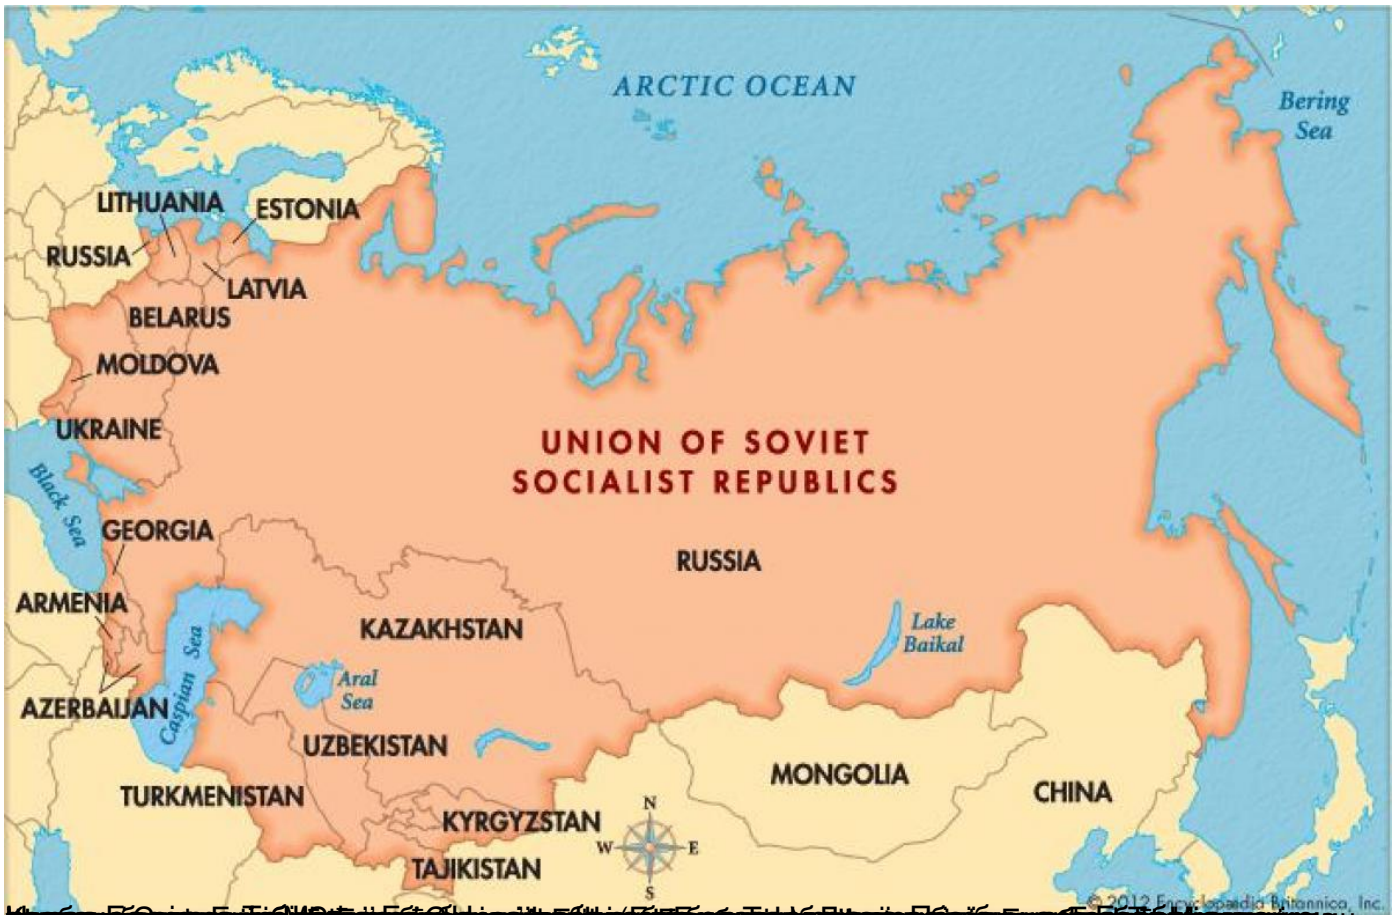 ARCTIC OCEAN
Bering
Sea
LITHUANIA
ESTONIA
RUSSIA
LATVIA
BELARUS
MOLDOVA
UKRAINE
UNION OF SOVIET
SOCIALIST REPUBLICS
Black Sea
GEORGIA
RUSSIA
ARMENIA
KAZAKHSTAN
Lake
Baikal
Caspian Sea
Aral
Sea
AZERBAIJAN
UZBEKISTAN
MONGOLIA
TURKMENISTAN
CHINA
KYRGYZSTAN
N
W
E
S
TAJIKISTAN
© 2012 Encyclopædia Britannica, Inc.